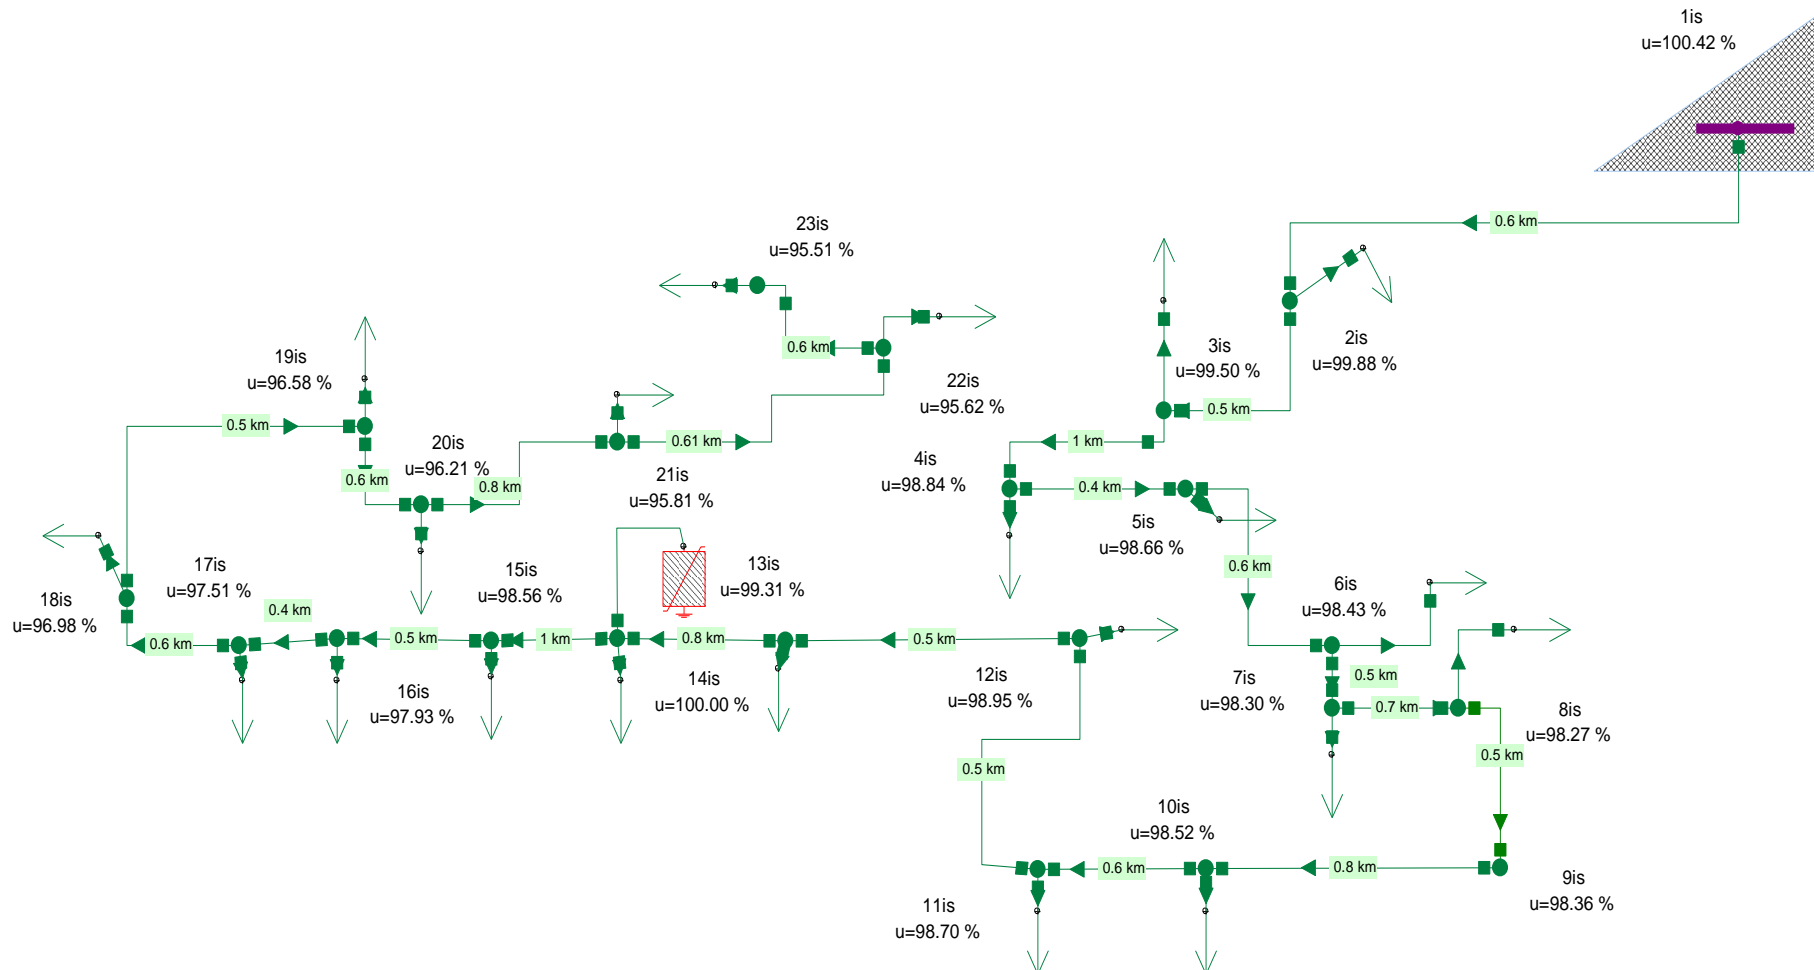 1is
u=100.42 %
0.6 km
23is
u=95.51 %
2is
u=99.88 %
3is
u=99.50 %
0.6 km
19is
u=96.58 %
22is
u=95.62 %
0.5 km
0.5 km
20is
u=96.21 %
0.61 km
1 km
4is
u=98.84 %
0.6 km
0.8 km
21is
u=95.81 %
0.4 km
5is
u=98.66 %
17is
u=97.51 %
15is
u=98.56 %
13is
u=99.31 %
0.6 km
18is
u=96.98 %
0.4 km
6is
u=98.43 %
0.6 km
0.5 km
1 km
0.8 km
0.5 km
12is
u=98.95 %
7is
u=98.30 %
0.5 km
16is
u=97.93 %
14is
u=100.00 %
0.7 km
8is
u=98.27 %
0.5 km
0.5 km
10is
u=98.52 %
0.6 km
0.8 km
9is
u=98.36 %
11is
u=98.70 %